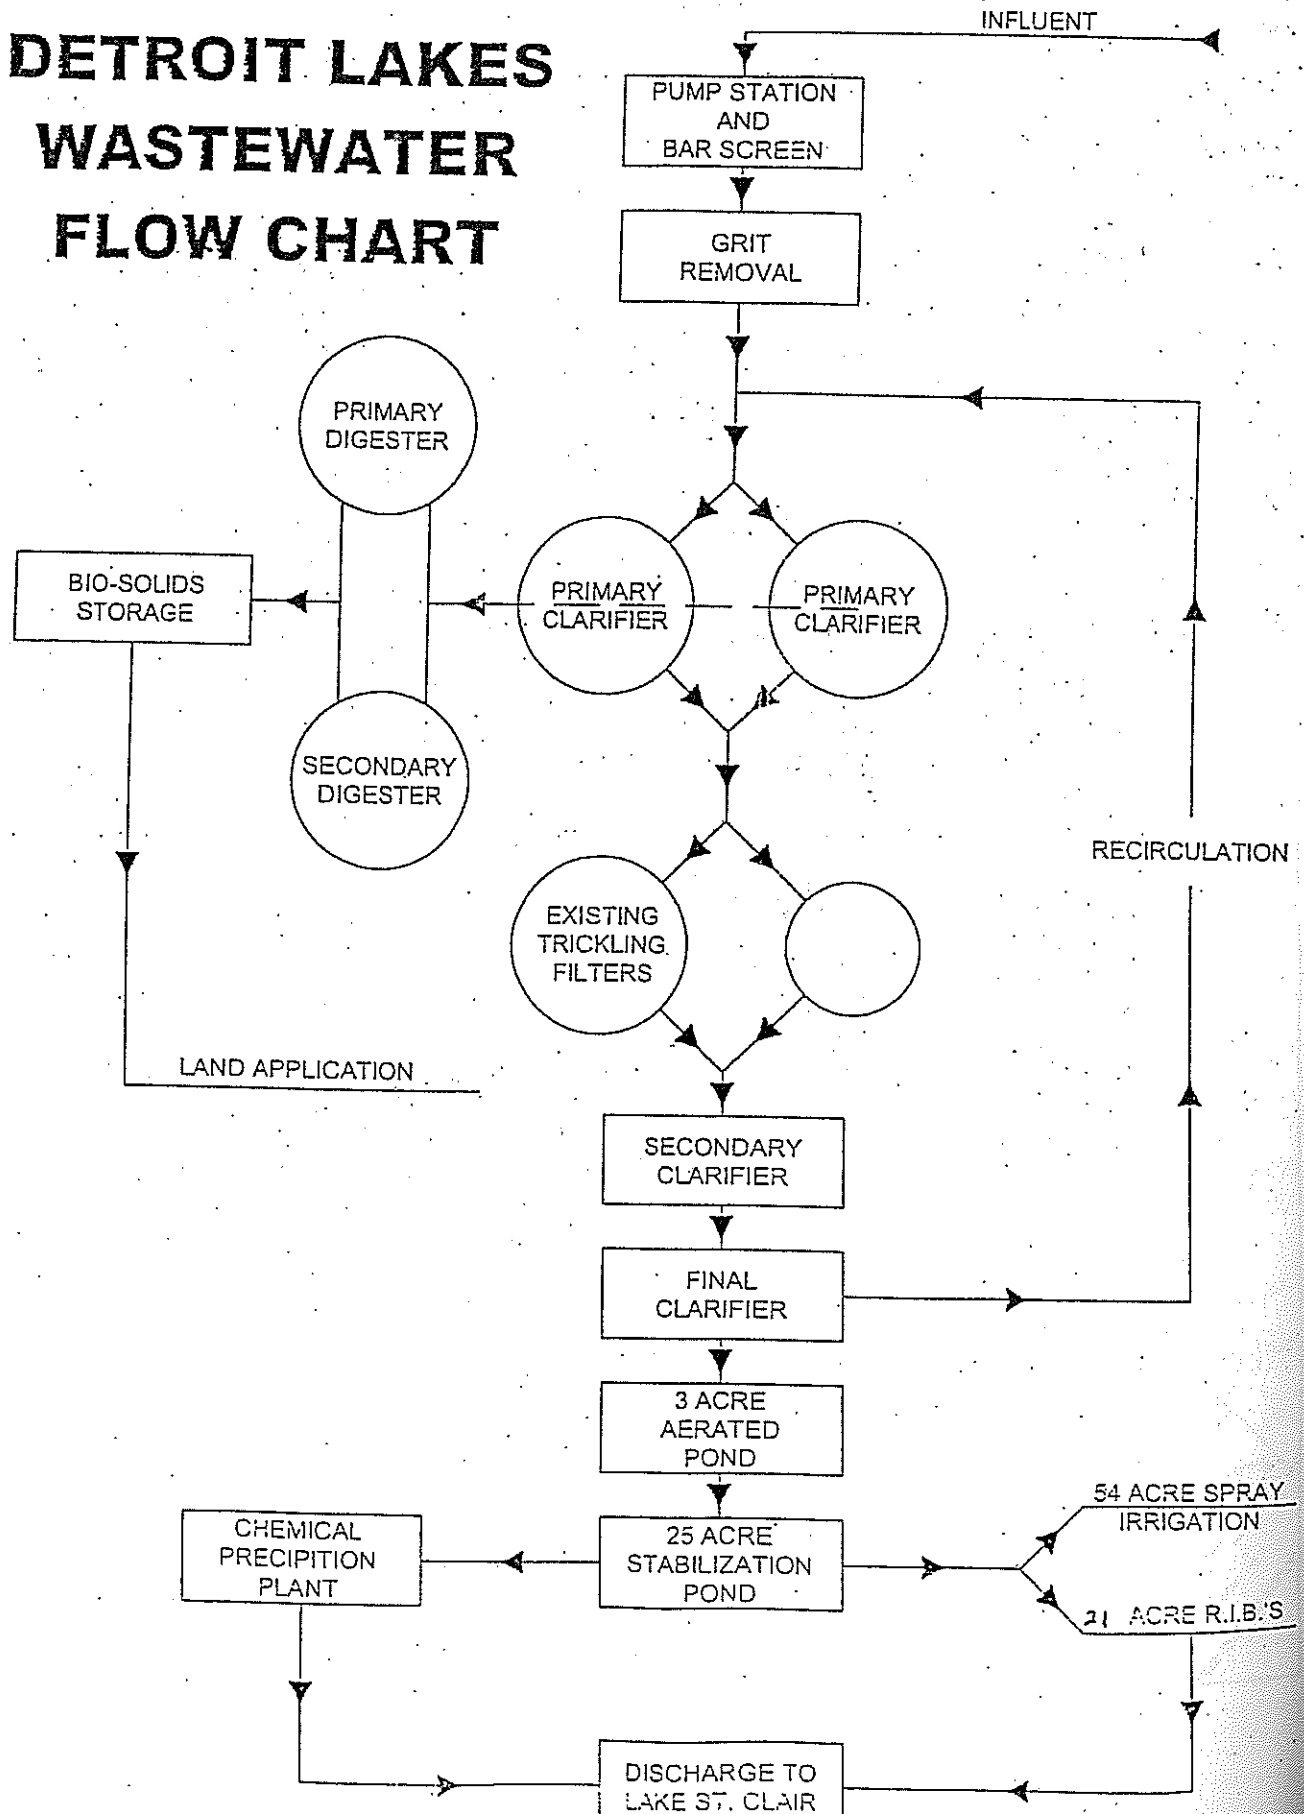 DETROIT LAKES
WASTEWATER
FLOW CHART
INFLUENT
PUMP STATION
AND
BAR SCREEN
GRIT
REMOVAL
PRIMARY
DIGESTER
BIO-SOLIDS
STORAGE
PRIMARY
CLARIFIER
PRIMARY
CLARIFIER
SECONDARY
DIGESTER
RECIRCULATION
EXISTING
TRICKLING
FILTERS
LAND APPLICATION
SECONDARY
CLARIFIER
FINAL
CLARIFIER
3 ACRE
AERATED
POND
CHEMICAL
PRECIPITION
PLANT
25 ACRE
STABILIZATION
POND
54 ACRE SPRAY
IRRIGATION
21 ACRE R.I.B.'S
DISCHARGE TO
LAKE ST. CLAIR